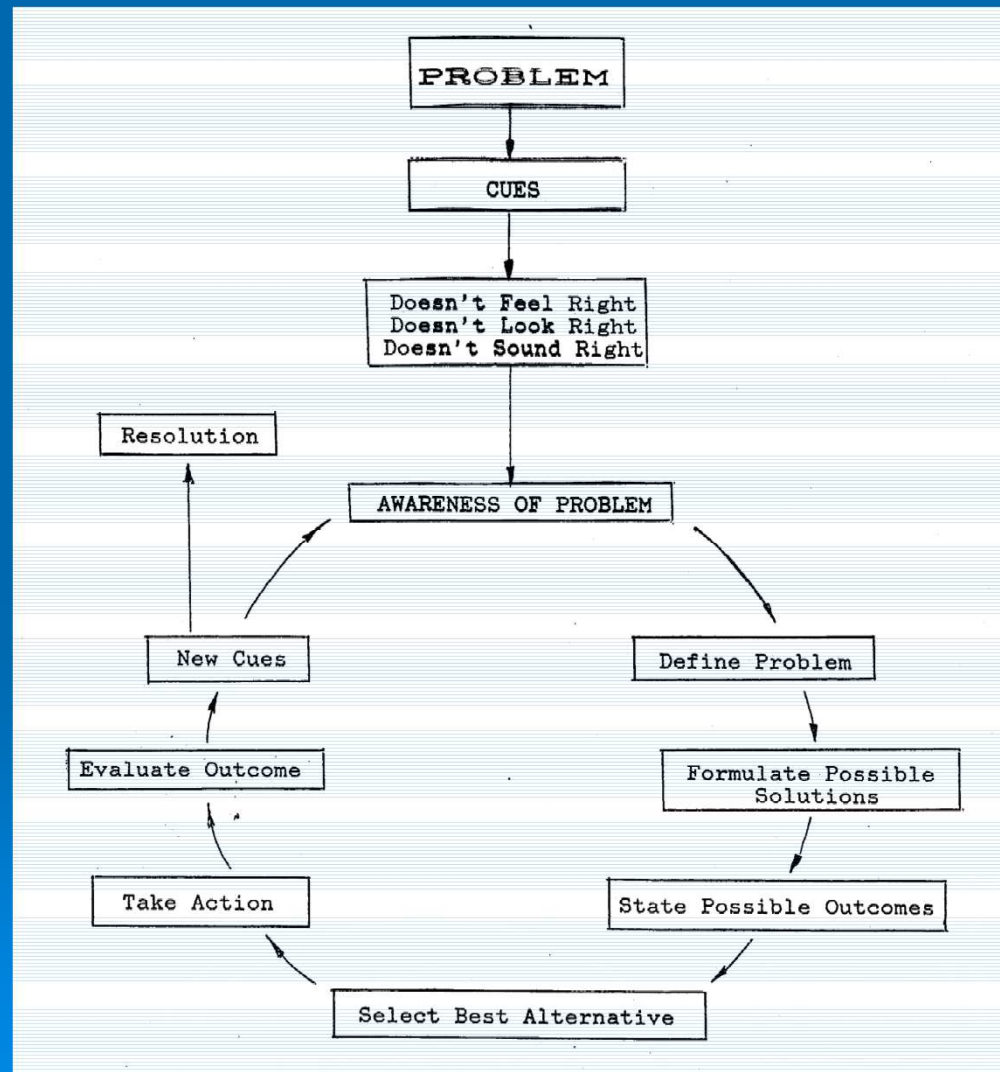 PROBLEM
CUES
Doesn't Feel Right
Doesn't Look Right
Doesn't Sound Right
Resolution
AWARENESS OF PROBLEM
New Cues
Define Problem
Evaluate Outcome
Formulate Possible
Solutions
Take Action
State Possible Outcomes
Select Best Alternative